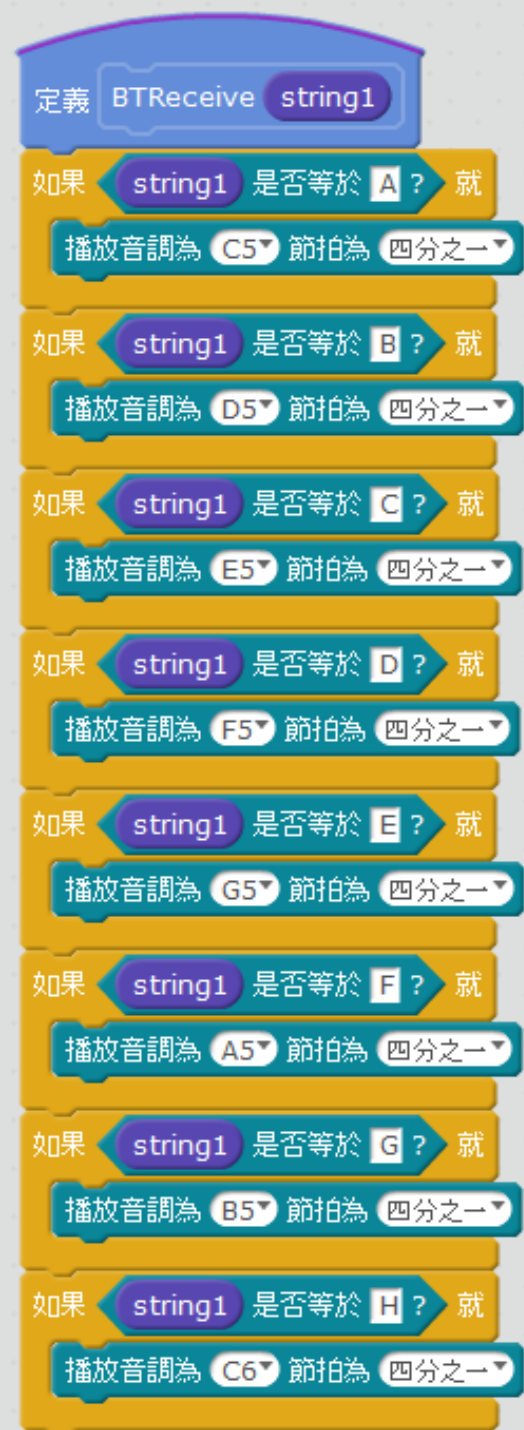 定義 BTReceive string1
如果 string1 是否等於 A ? 就
播放音調為 C5 節拍為 四分之一
如果 string1 是否等於 B ? 就
播放音調為 D5 節拍為 四分之一
如果 string1 是否等於 C ? 就
播放音調為 E5 節拍為 四分之一
如果 string1 是否等於 D ? 就
播放音調為 F5 節拍為 四分之一
如果 string1 是否等於 E ? 就
播放音調為 G5 節拍為 四分之一
如果 string1 是否等於 F ? 就
播放音調為 A5 節拍為 四分之一
如果 string1 是否等於 G ? 就
播放音調為 B5 節拍為 四分之一
如果 string1 是否等於 H ? 就
播放音調為 C6 節拍為 四分之一